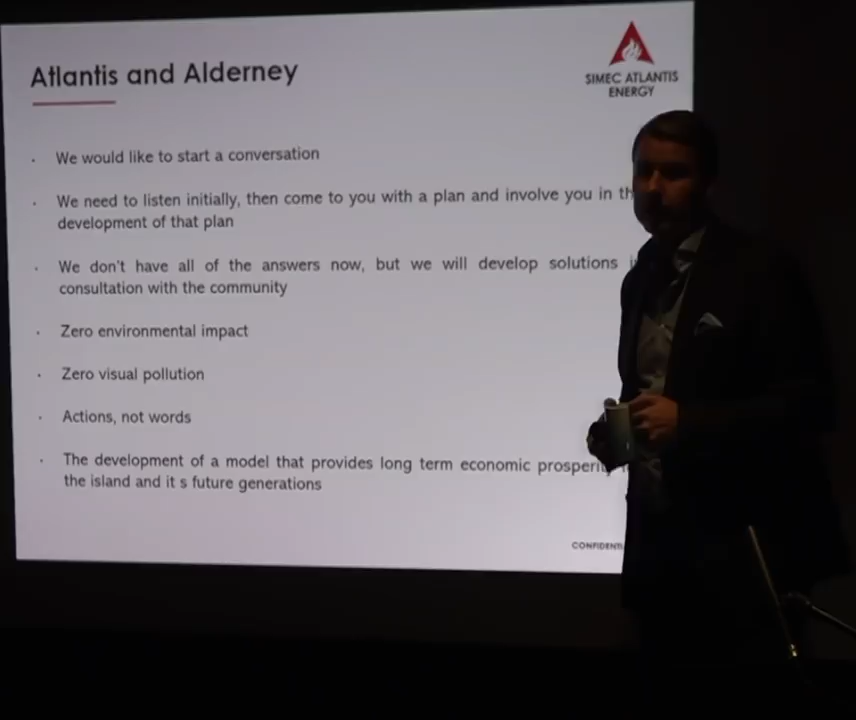 Atlantis and Alderney
SIMEC ATLANTIS
ENERGY
· We would like to start a conversation
· We need to listen initially, then come to you with a plan and involve you in
development of that plan
· We don't have all of the answers now, but we will develop solutions
consultation with the community
· Zero environmental impact
· Zero visual pollution
· Actions, not words
· The development of a model that provides long term economic
the island and it s future generations